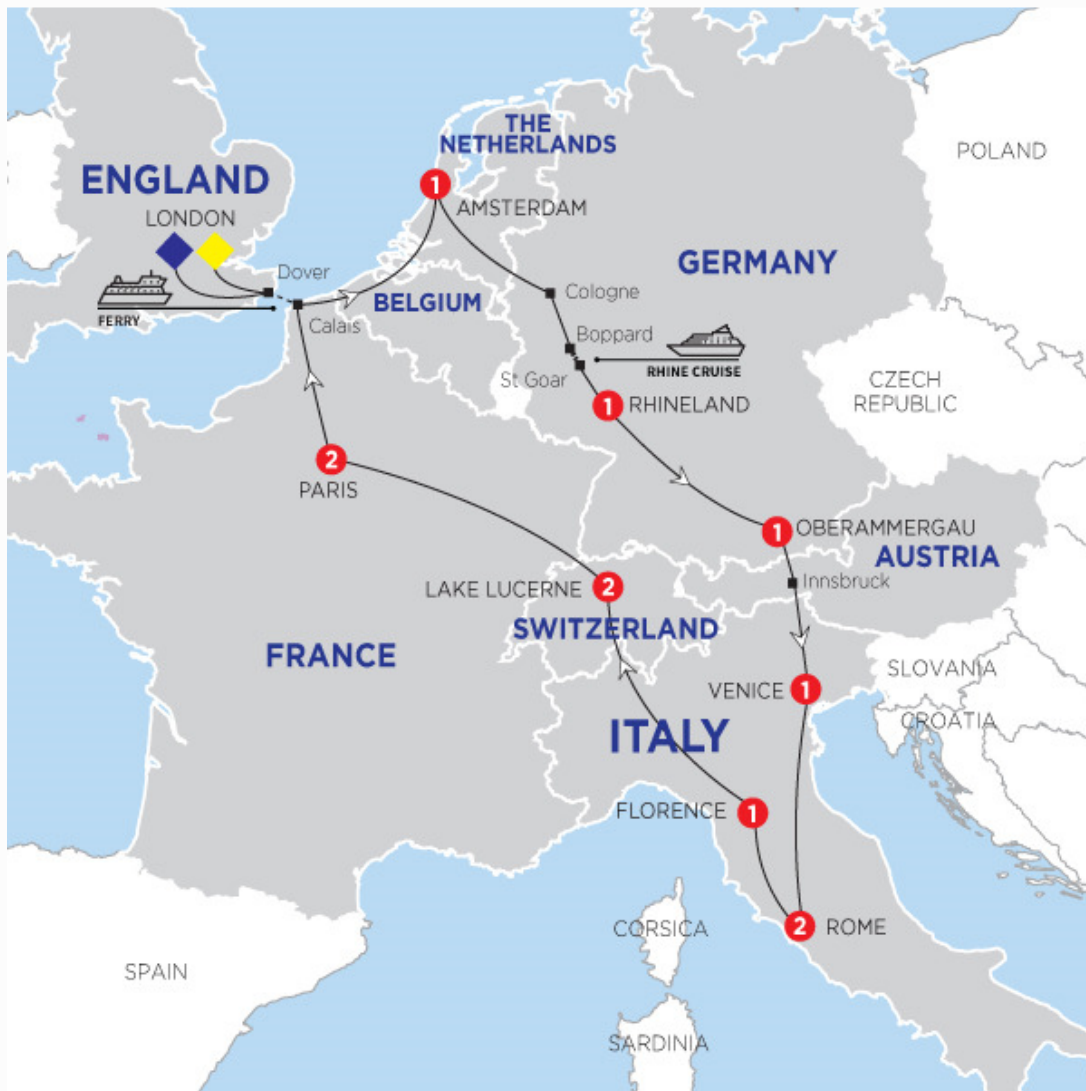 THE
NETHERLANDS
POLAND
ENGLAND
1
AMSTERDAM
LONDON
GERMANY
Dover
BELGIUM
Cologne
FERRY
Calais
Boppard
St Goar
RHINE CRUISE
CZECH
REPUBLIC
1
RHINELAND
2
PARIS
1
OBERAMMERGAU
AUSTRIA
Innsbruck
LAKE LUCERNE
2
SWITZERLAND
FRANCE
SLOVANIA
VENICE
1
CROATIA
ITALY
FLORENCE
1
CORSICA
2
ROME
SPAIN
SARDINIA